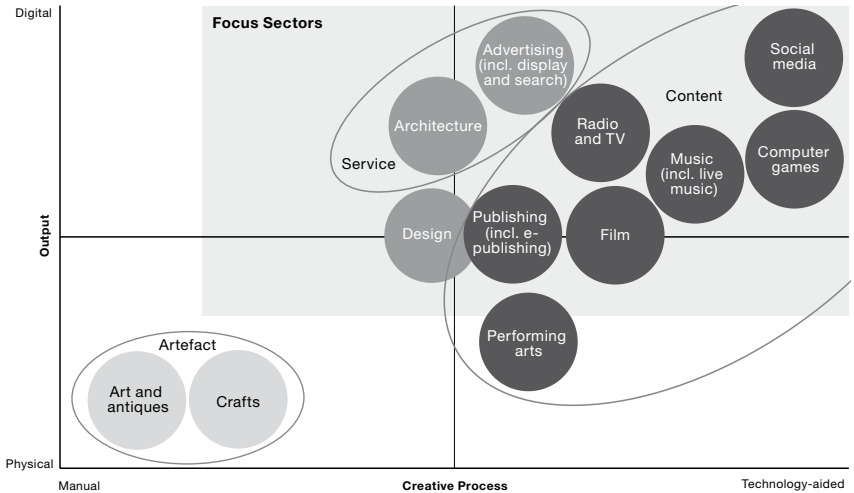 Digital
Focus Sectors
Advertising
(incl. display
and search)
Social
media
Content
Architecture
Radio
and TV
Service
Music
(incl. live
music)
Computer
games
Output
Design
Publishing
(incl. e-
publishing)
Film
Performing
arts
Artefact
Art and
antiques
Crafts
Physical
Manual
Creative Process
Technology-aided